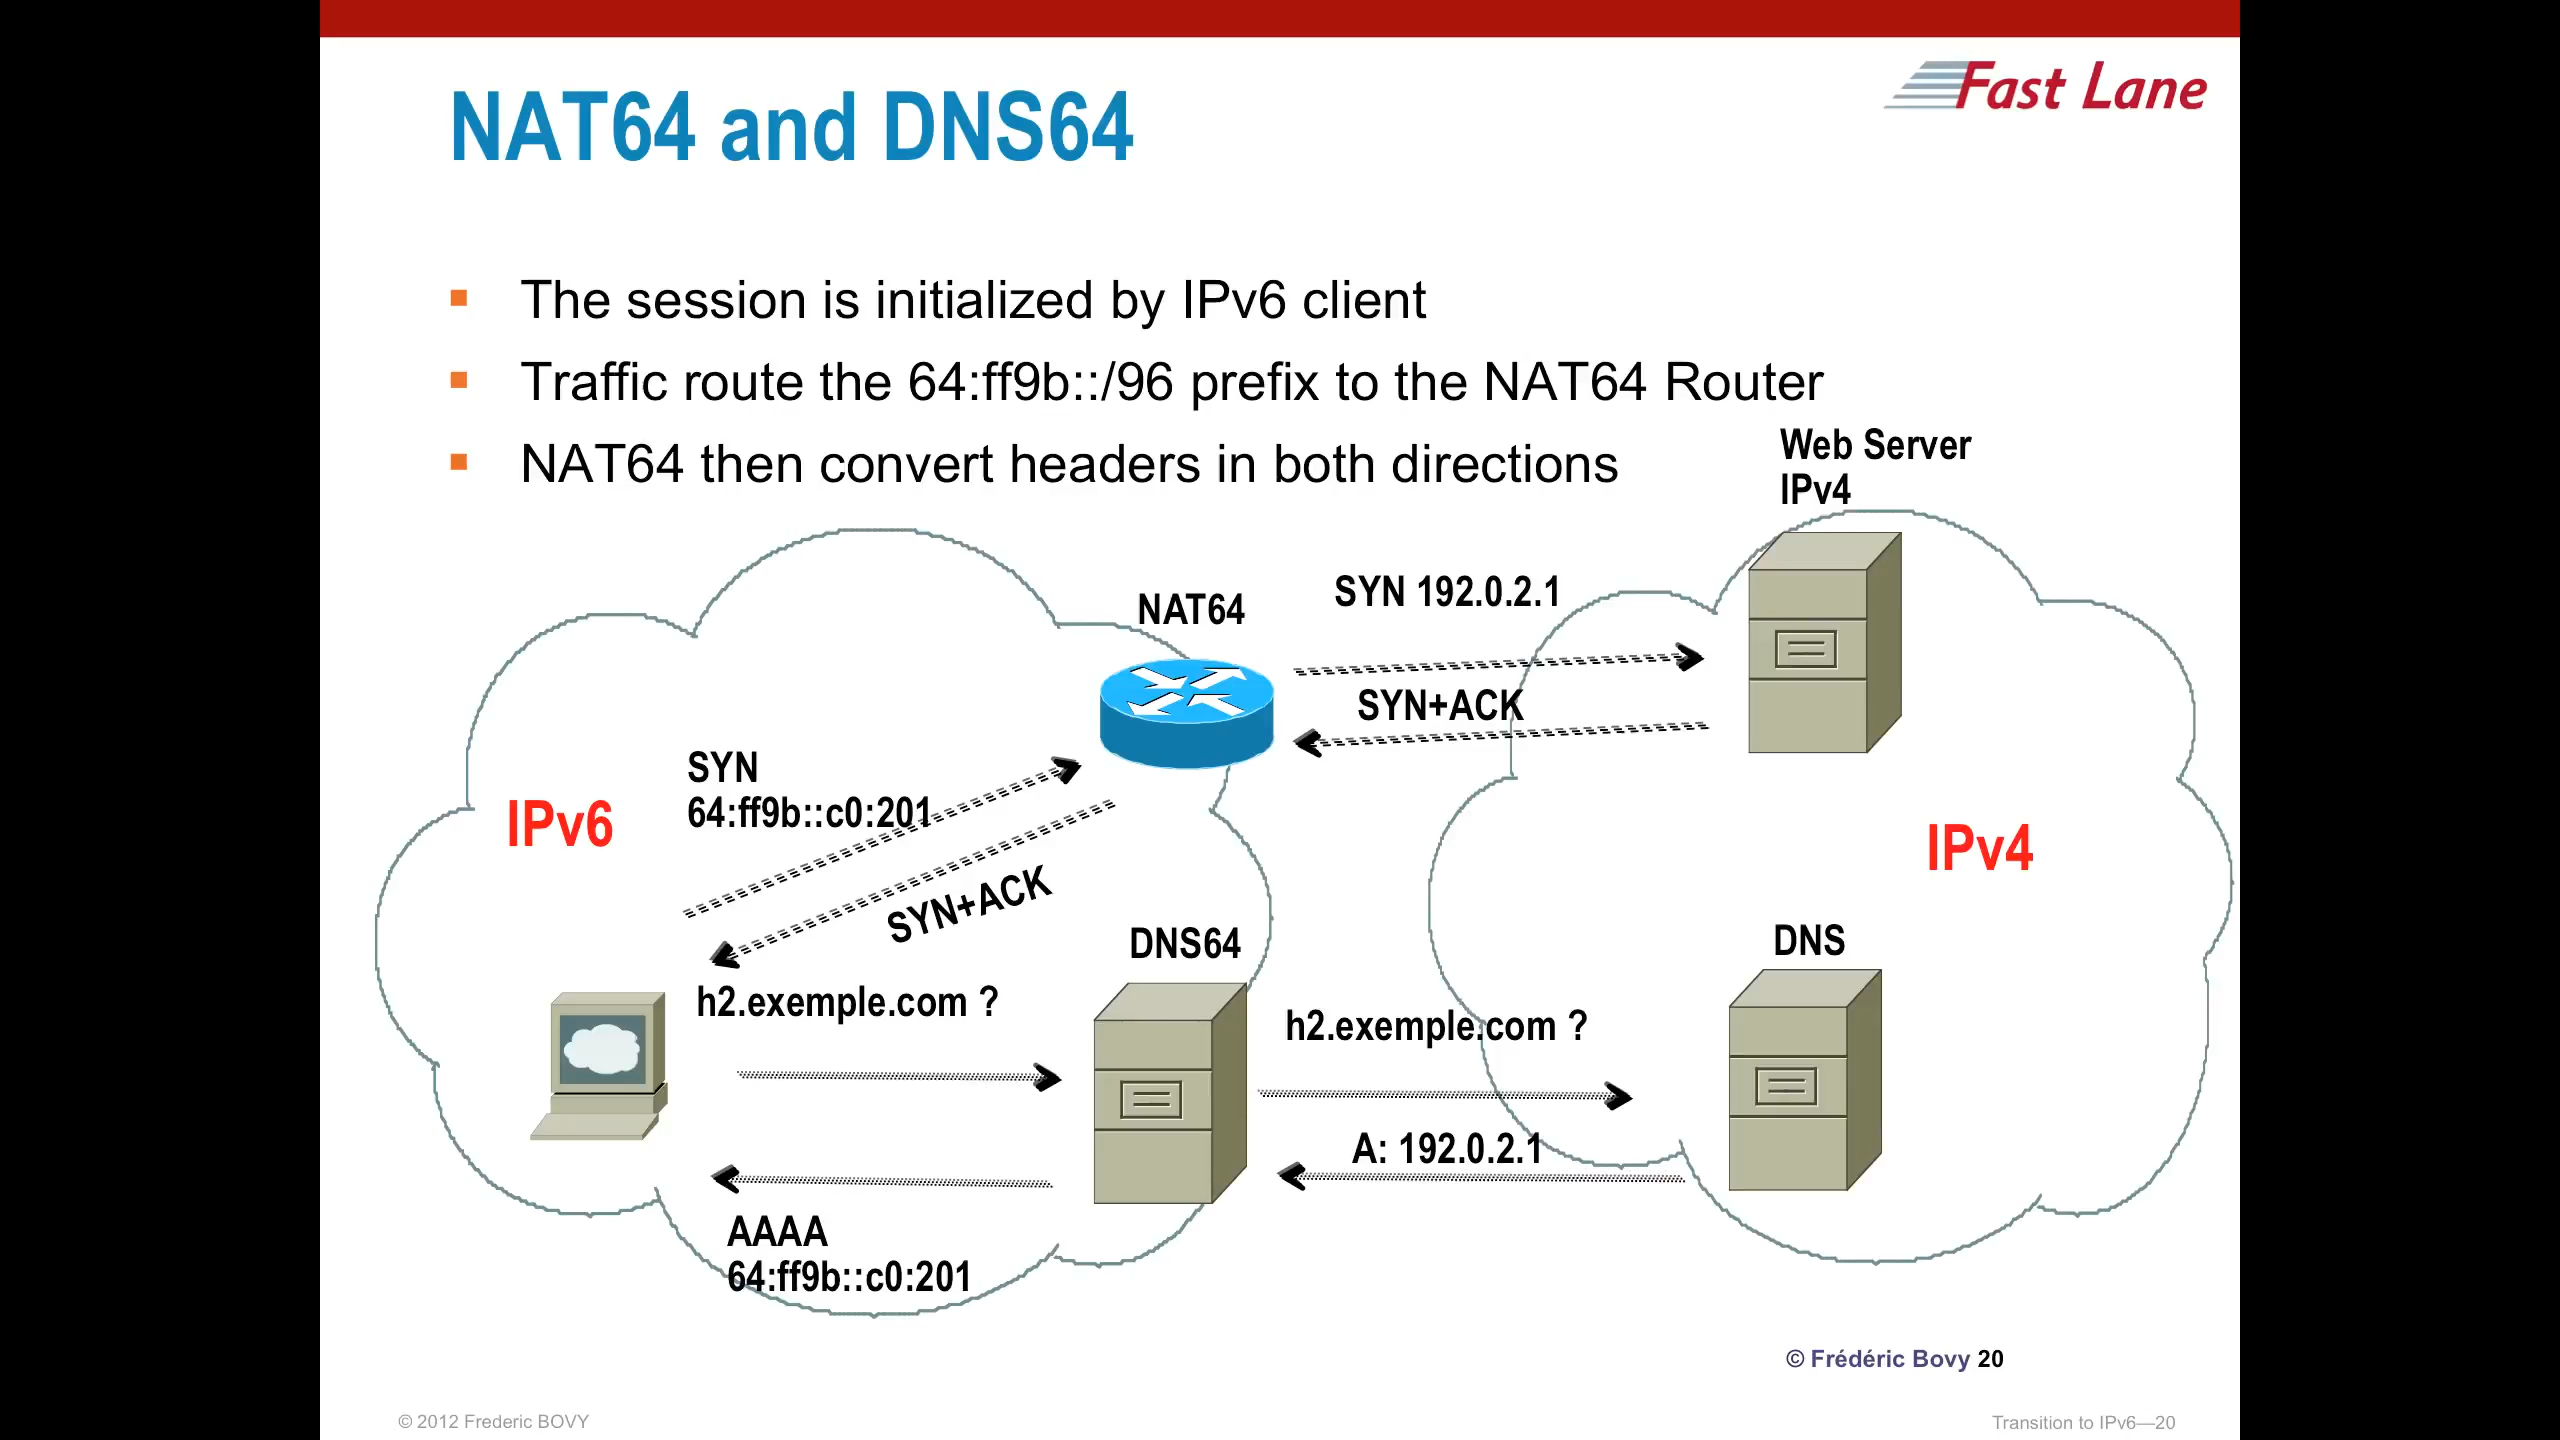 Fast Lane
NAT64 and DNS64
The session is initialized by IPv6 client
Traffic route the 64:ff9b::/96 prefix to the NAT64 Router
NAT64 then convert headers in both directions
Web Server
IPv4
SYN 192.0.2.1
NAT64
SYN+ACK
SYN
64:ff9b::c0:201
IPv6
IPv4
SYN+ACK
DNS64
DNS
h2.exemple.com ?
h2.exemple.com ?
A: 192.0.2.1
AAAA
64:ff9b::c0:201
© Frédéric Bovy 20
© 2012 Frederic BOVY
Transition to IPv6—20